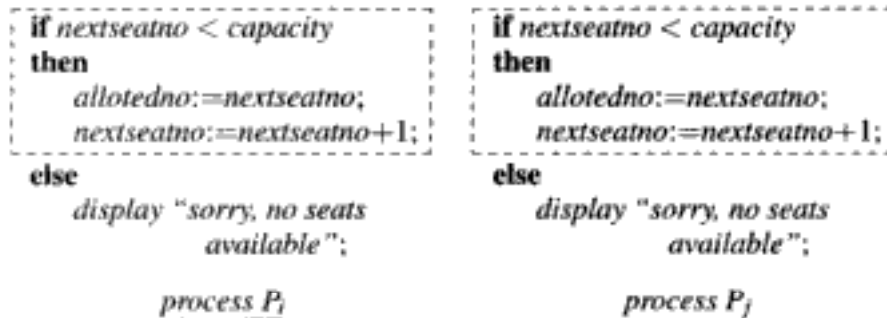 if nextseatno < capacity
then
allotedno:=nextseatno;
nextseatno:=nextseatno+1;
else
display "sorry, no seats
available";
process Pi
if nextseatno < capacity
then
allotedno:=nextseatno;
nextseatno:=nextseatno+1;
else
display "sorry, no seats
available";
process Pj